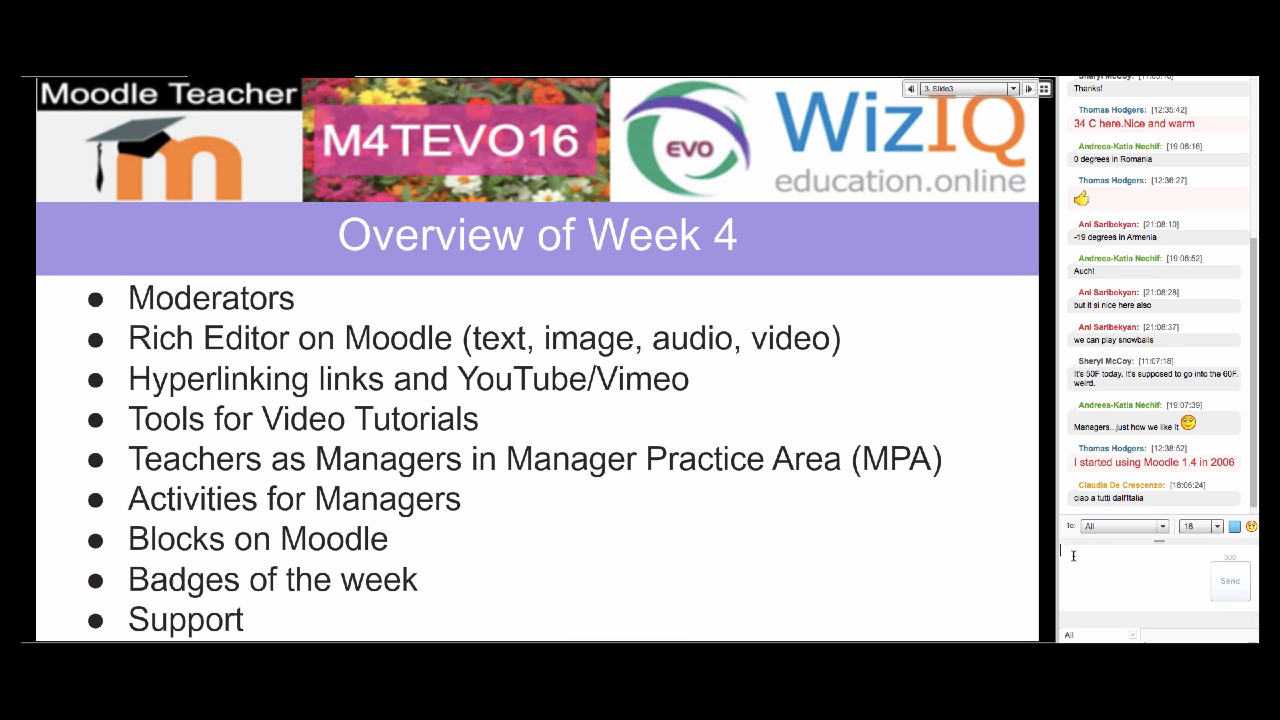 Moodle Teacher
M4TEVO16
EVO
WizIQ
education.online
3. Slide3
Overview of Week 4
● Moderators
● Rich Editor on Moodle (text, image, audio, video)
● Hyperlinking links and YouTube/Vimeo
● Tools for Video Tutorials
● Teachers as Managers in Manager Practice Area (MPA)
● Activities for Managers
● Blocks on Moodle
● Badges of the week
● Support
Thanks!
Thomas Hodgers: [12:35:42]
34 C here.Nice and warm
Andreea-Katia Nechif: [19:06:16]
0 degrees in Romania
Thomas Hodgers: [12:36:27]
Ani Saribekyan: [21:08:10]
-19 degrees in Armenia
Andreea-Katia Nechif: [19:06:52]
Auch!
Ani Saribekyan: [21:08:28]
but it si nice here also
Ani Saribekyan: [21:08:37]
we can play snowballs
Sheryl McCoy: [11:07:18]
It's 50F today. It's supposed to go into the 60F.
weird.
Andreea-Katia Nechif: [19:07:39]
Managers...just how we like it
Thomas Hodgers: [12:38:52]
I started using Moodle 1.4 in 2006
Claudia De Crescenzo: [18:06:24]
ciao a tutti dall'Italia
To: All 16
300
Send
All